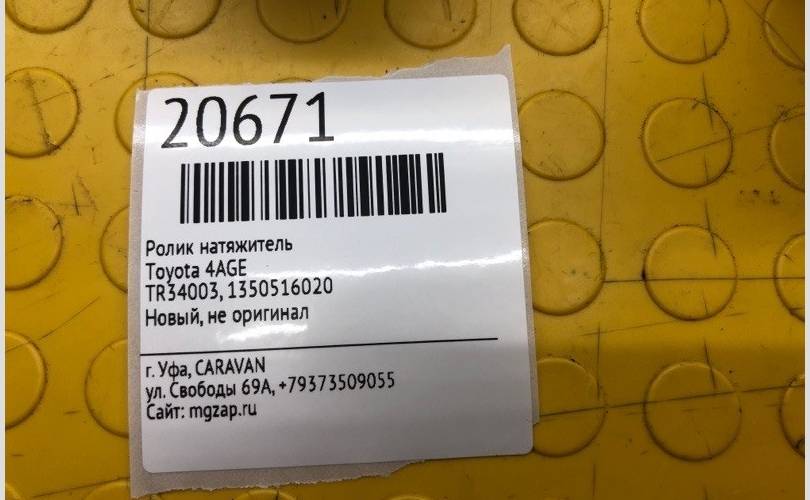 20671
Ролик натяжитель
Toyota 4AGE
TR34003, 1350516020
Новый, не оригинал
г. Уфа, CARAVAN
ул. Свободы 69А, +79373509055
Сайт: mgzap.ru